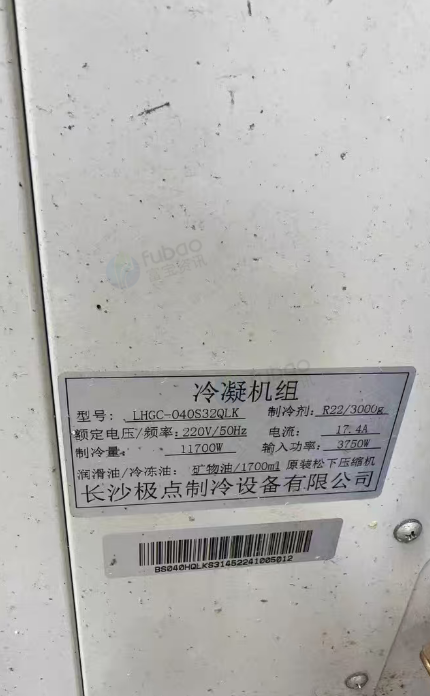 fubao
冷凝机组
型号: LHGC-040S32QLK 制冷剂: R22/3000g
额定电压/频率: 220V/50Hz 电流: 17.4A
制冷量: 11700W 输入功率: 3750W
润滑油/冷冻油: 矿物油/1700ml 原装松下压缩机
长沙极点制冷设备有限公司
BS040HQLKS31452241005012